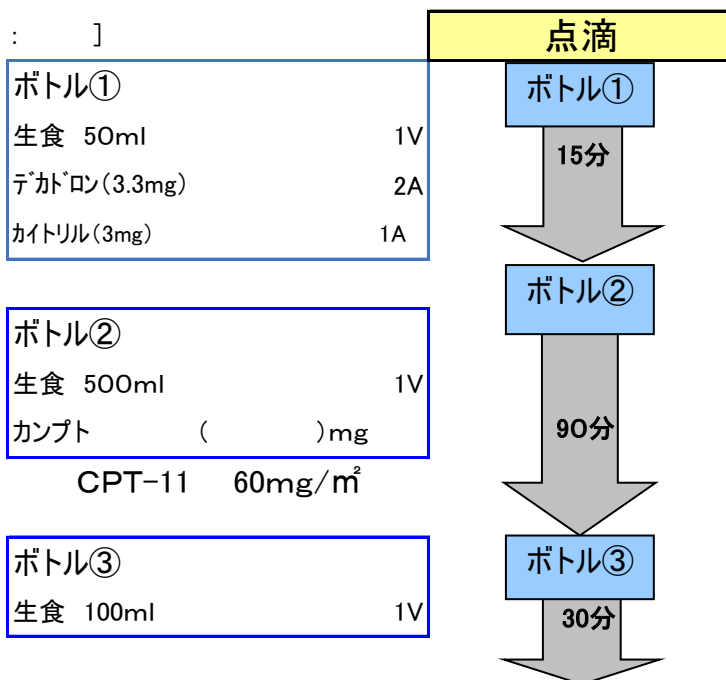 :　　]
点滴
ボトル①
生食 50ml 1V
デカドロン(3.3mg) 2A
カイトリル(3mg) 1A
ボトル①
15分
ボトル②
ボトル②
生食 500ml 1V
カンプト (　　)mg
CPT-11 60mg/㎡
90分
ボトル③
生食 100ml 1V
ボトル③
30分